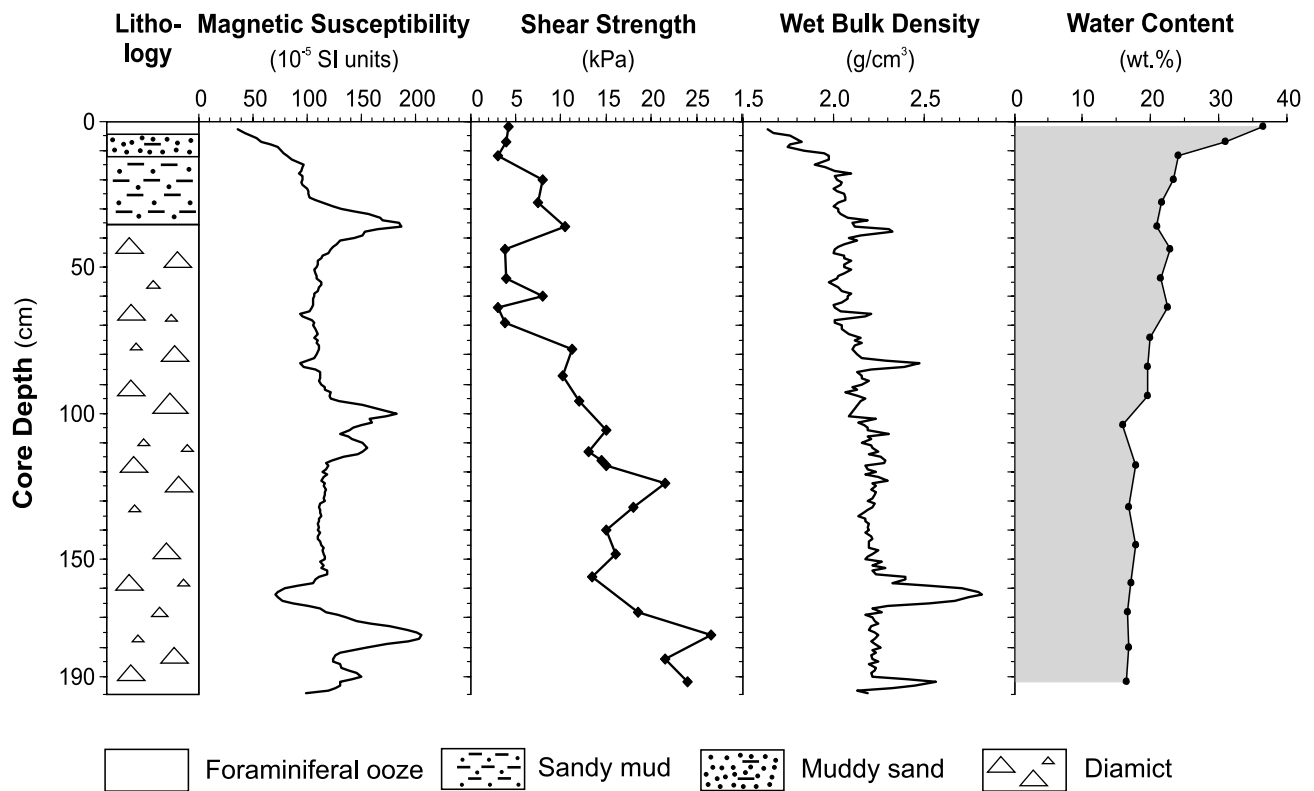 Litho-
logy
Magnetic Susceptibility
(10⁻⁵ SI units)
Shear Strength
(kPa)
Wet Bulk Density
(g/cm³)
Water Content
(wt.%)
0 50 100 150 200
0 5 10 15 20 25
1.5 2.0 2.5
0 10 20 30 40
Core Depth (cm)
0
50
100
150
190
Foraminiferal ooze
Sandy mud
Muddy sand
Diamict